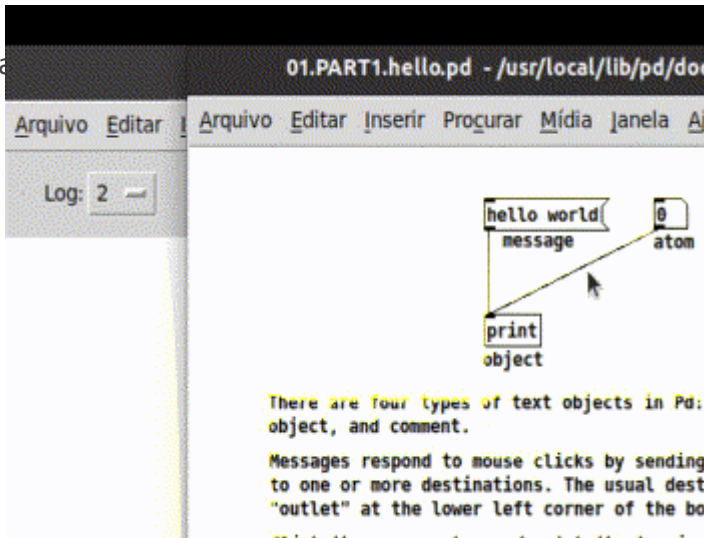 01.PART1.hello.pd - /usr/local/lib/pd/doc
Arquivo Editar
Arquivo Editar Inserir Procurar Mídia Janela Aj
Log: 2
hello world
0
message
atom
print
object
There are four types of text objects in Pd:
object, and comment.
Messages respond to mouse clicks by sending
to one or more destinations. The usual dest
"outlet" at the lower left corner of the bo